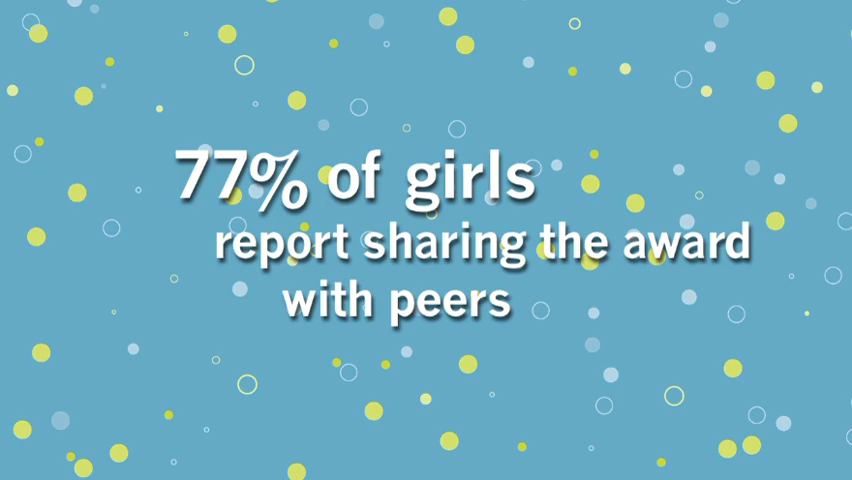 77% of girls
report sharing the award
with peers